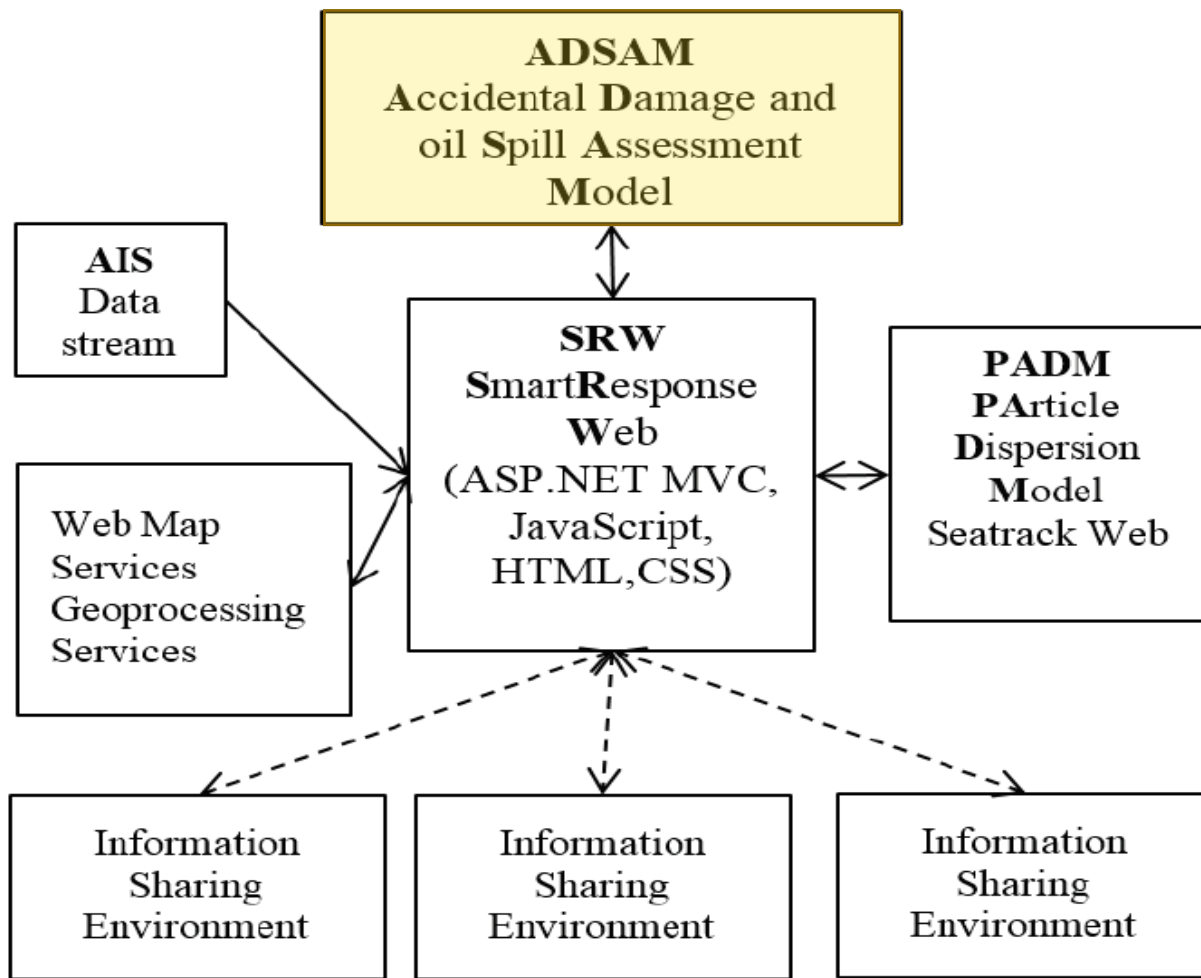 ADSAM
Accidental Damage and
oil Spill Assessment
Model
AIS
Data
stream
SRW
SmartResponse
Web
(ASP.NET MVC,
JavaScript,
HTML,CSS)
PADM
PArticle
Dispersion
Model
Seatrack Web
Web Map
Services
Geoprocessing
Services
Information
Sharing
Environment
Information
Sharing
Environment
Information
Sharing
Environment